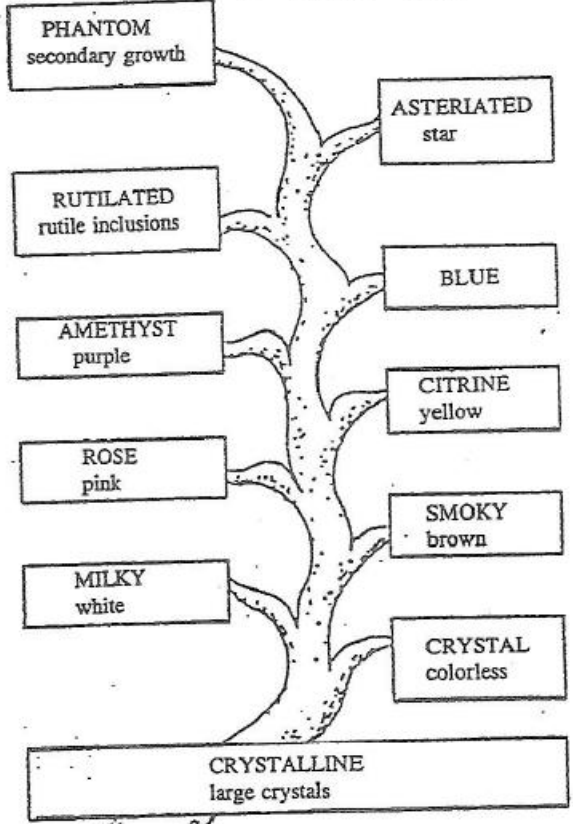 PHANTOM
secondary growth
ASTERIATED
star
RUTILATED
rutile inclusions
BLUE
AMETHYST
purple
CITRINE
yellow
ROSE
pink
SMOKY
brown
MILKY
white
CRYSTAL
colorless
CRYSTALLINE
large crystals